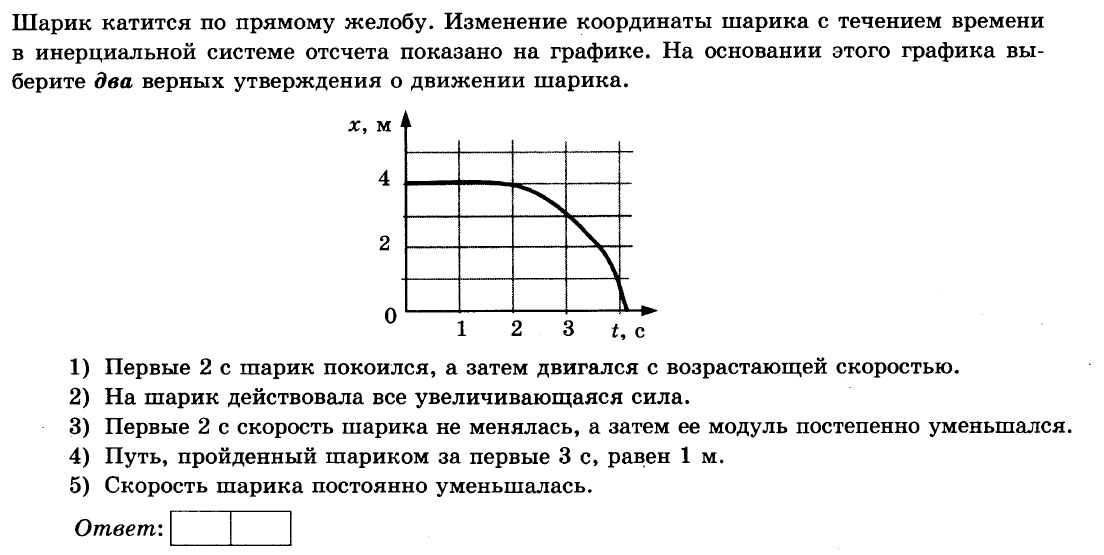 Шарик катится по прямому желобу. Изменение координаты шарика с течением времени
в инерциальной системе отсчета показано на графике. На основании этого графика вы-
берите два верных утверждения о движении шарика.
x, м
4
2
0
1 2 3 t, с
1) Первые 2 с шарик покоился, а затем двигался с возрастающей скоростью.
2) На шарик действовала все увеличивающаяся сила.
3) Первые 2 с скорость шарика не менялась, а затем ее модуль постепенно уменьшался.
4) Путь, пройденный шариком за первые 3 с, равен 1 м.
5) Скорость шарика постоянно уменьшалась.
Ответ: